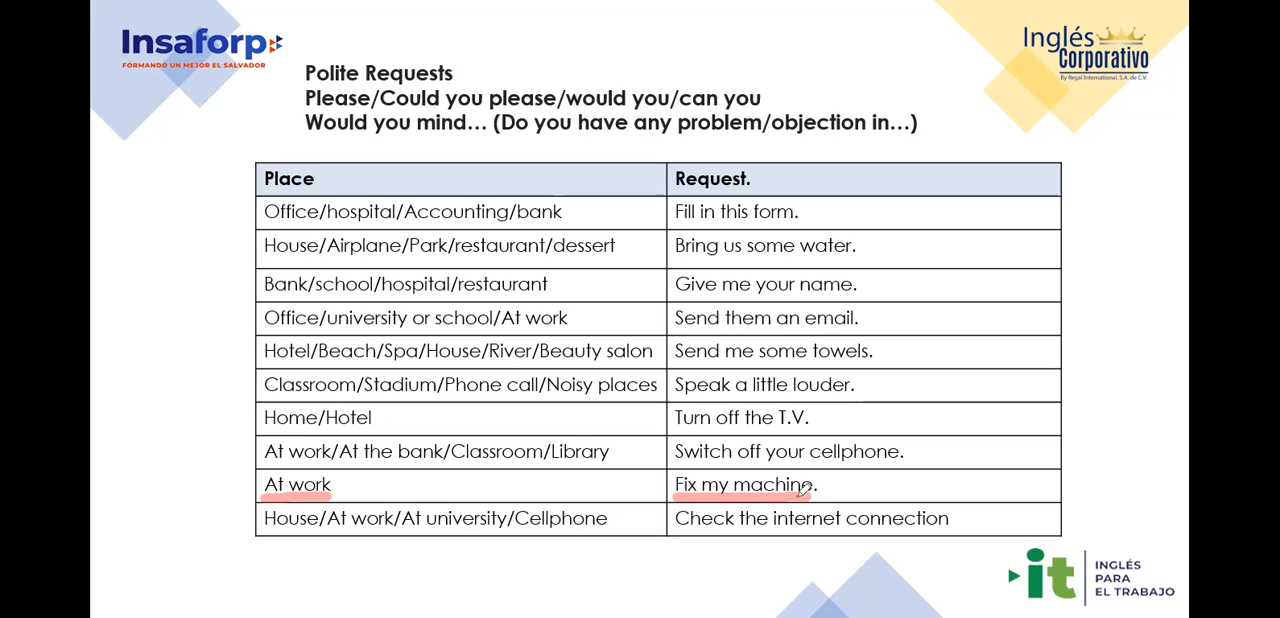 Insaforp
FORMANDO UN MEJOR EL SALVADOR
Inglés
Corporativo
By Regal International, S.A. de C.V.
Polite Requests
Please/Could you please/would you/can you
Would you mind... (Do you have any problem/objection in...)
Place Request.
Office/hospital/Accounting/bank Fill in this form.
House/Airplane/Park/restaurant/dessert Bring us some water.
Bank/school/hospital/restaurant Give me your name.
Office/university or school/At work Send them an email.
Hotel/Beach/Spa/House/River/Beauty salon Send me some towels.
Classroom/Stadium/Phone call/Noisy places Speak a little louder.
Home/Hotel Turn off the T.V.
At work/At the bank/Classroom/Library Switch off your cellphone.
At work Fix my machine.
House/At work/At university/Cellphone Check the internet connection
it
INGLÉS
PARA
EL TRABAJO